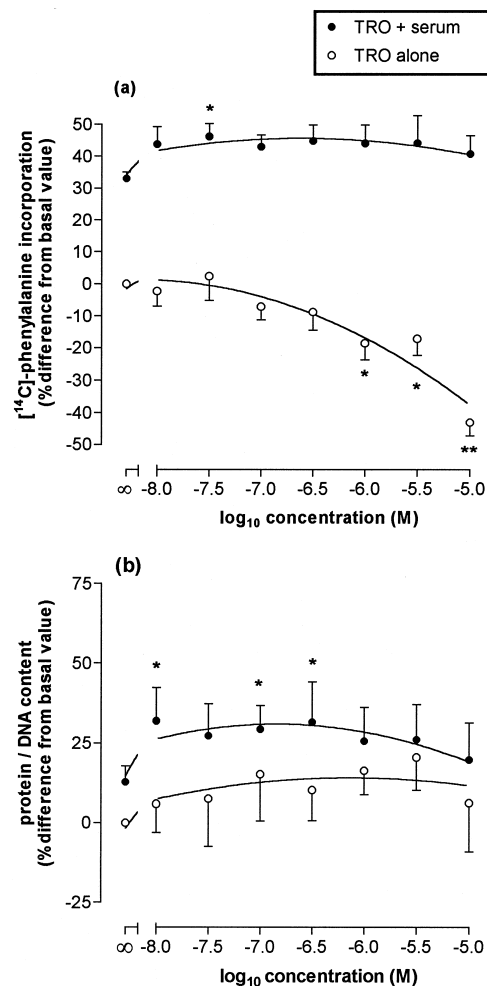 ● TRO + serum
○ TRO alone
(a)
[¹⁴C]-phenylalanine incorporation
(%difference from basal value)
50
40
30
20
10
0
-10
-20
-30
-40
-50
*
*
*
**
∞ -8.0 -7.5 -7.0 -6.5 -6.0 -5.5 -5.0
log₁₀ concentration (M)
(b)
protein / DNA content
(%difference from basal value)
75
50
25
0
-25
*
*
*
∞ -8.0 -7.5 -7.0 -6.5 -6.0 -5.5 -5.0
log₁₀ concentration (M)